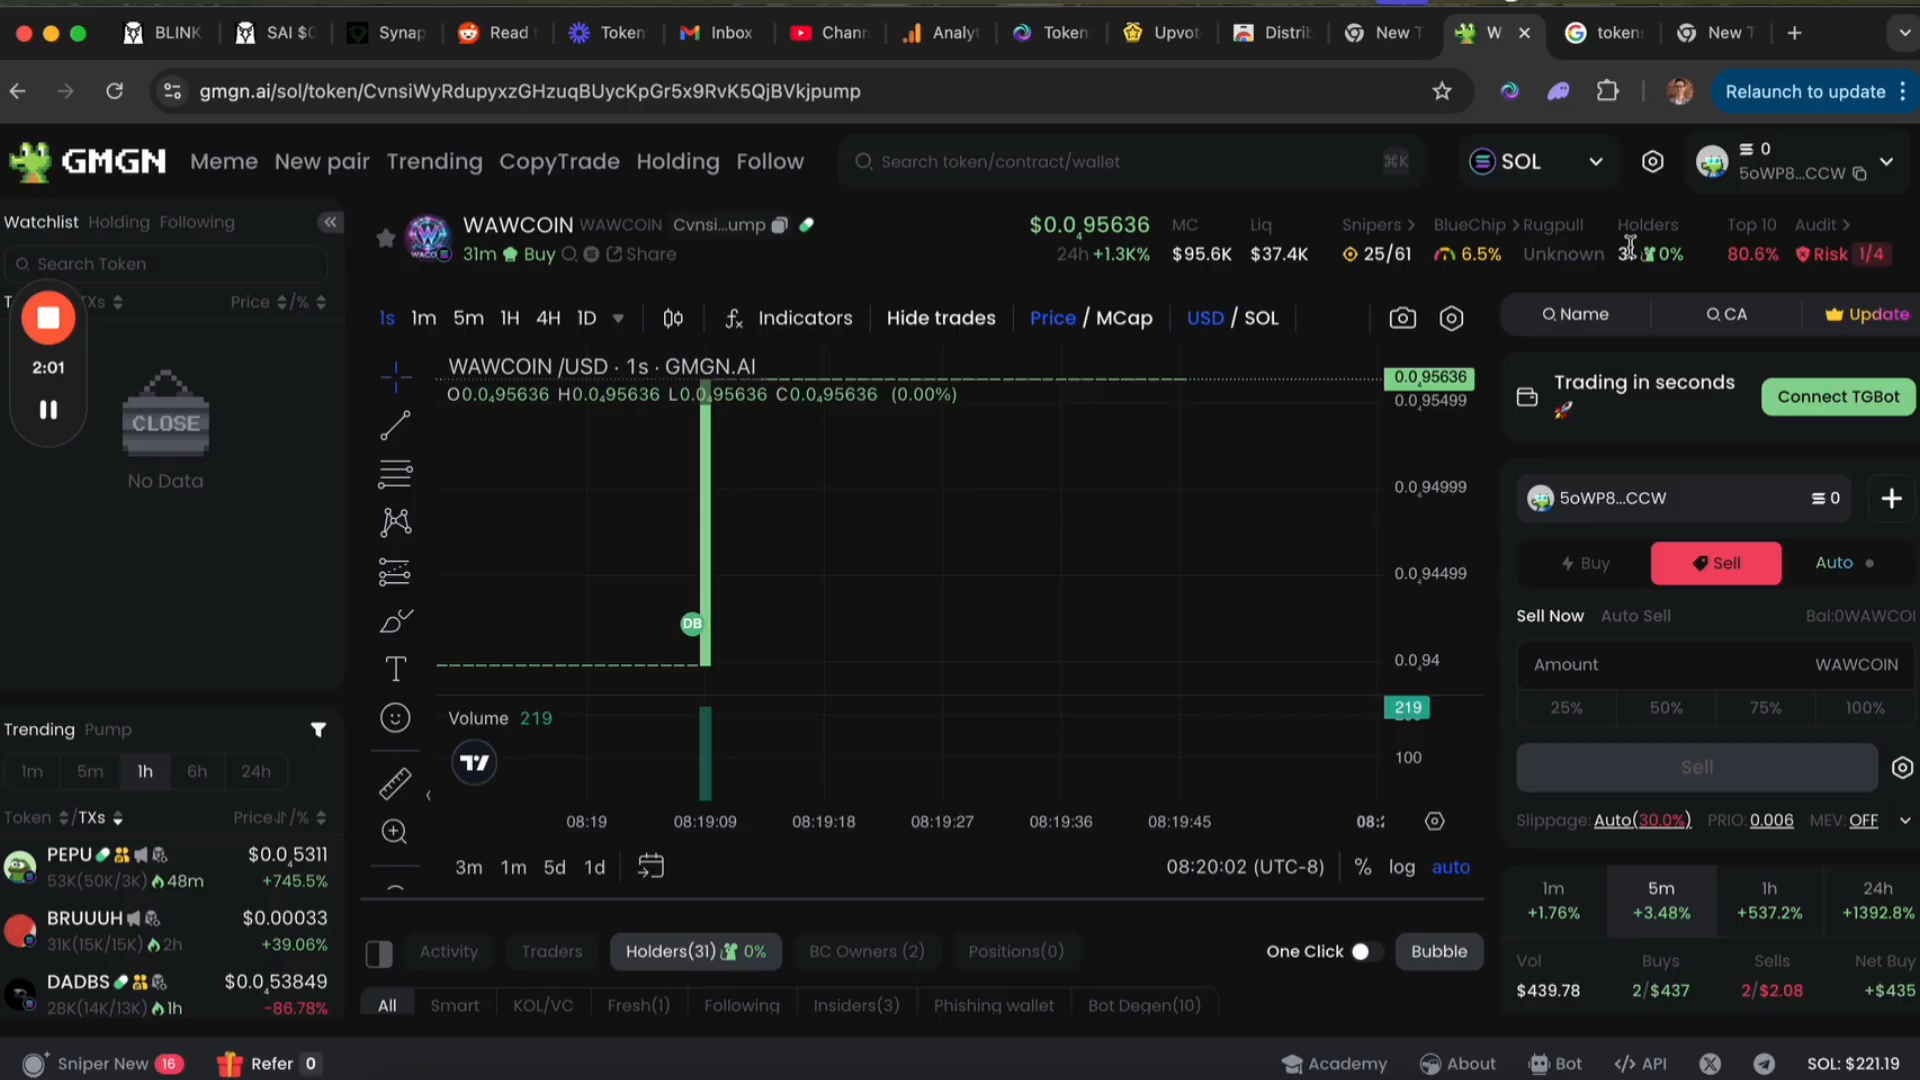 BLINK
SAI $0
Synap
Read
Token
Inbox
Chann
Analyt
Token
Upvot
Distrib
New T
W
token
New T
gmgn.ai/sol/token/CvnsiWyRdupyxzGHzuqBUycKpGr5x9RvK5QjBVkjpump
Relaunch to update
GMGN Meme New pair Trending CopyTrade Holding Follow
Search token/contract/wallet ⌘K
SOL
0
5oWP8...CCW
Watchlist Holding Following
Search Token
TXs Price /%
2:01
CLOSE
No Data
WAWCOIN WAWCOIN Cvnsi...ump
31m Buy Share
$0.0₄95636
24h +1.3K%
MC
$95.6K
Liq
$37.4K
Snipers
25/61
BlueChip
6.5%
Rugpull
Unknown
Holders
0%
Top 10
80.6%
Audit
Risk 1/4
1s 1m 5m 1H 4H 1D Indicators Hide trades Price / MCap USD / SOL
WAWCOIN /USD · 1s · GMGN.AI
O0.0₄95636 H0.0₄95636 L0.0₄95636 C0.0₄95636 (0.00%)
0.0₄95636
0.0₄95499
0.0₄94999
0.0₄94499
0.0₄94
DB
Volume 219
219
100
08:19 08:19:09 08:19:18 08:19:27 08:19:36 08:19:45
3m 1m 5d 1d
08:20:02 (UTC-8) % log auto
Name CA Update
Trading in seconds
Connect TGBot
5oWP8...CCW 0
Buy Sell Auto
Sell Now Auto Sell Bal:0WAWCOI
Amount WAWCOIN
25% 50% 75% 100%
Sell
Slippage: Auto(30.0%) PRIO: 0.006 MEV: OFF
1m 5m 1h 24h
+1.76% +3.48% +537.2% +1392.8%
Vol Buys Sells Net Buy
$439.78 2/$437 2/$2.08 +$435
Trending Pump
1m 5m 1h 6h 24h
Token /TXs Price /%
PEPU $0.0₅5311
53K(50K/3K) 48m +745.5%
BRUUUH $0.00033
31K(15K/15K) 2h +39.06%
DADBS $0.0₅53849
28K(14K/13K) 1h -86.78%
Activity Traders Holders(31) 0% BC Owners (2) Positions(0) One Click Bubble
All Smart KOL/VC Fresh(1) Following Insiders(3) Phishing wallet Bot Degen(10)
Sniper New 16 Refer 0
Academy About Bot API SOL: $221.19